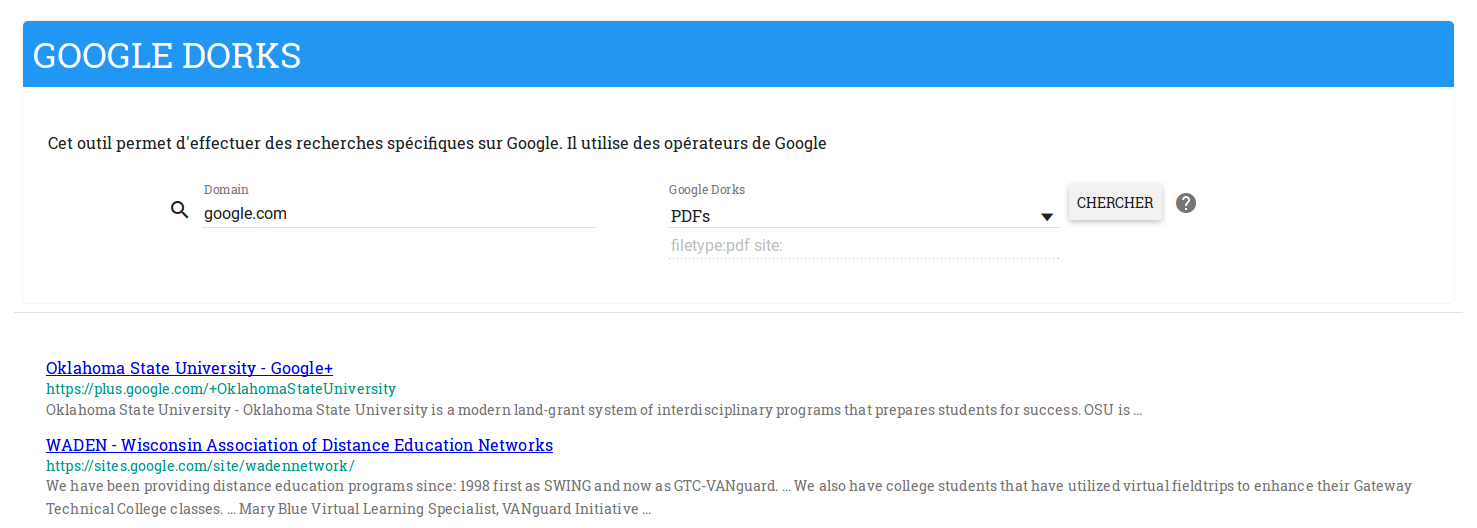 GOOGLE DORKS
Cet outil permet d'effectuer des recherches spécifiques sur Google. Il utilise des opérateurs de Google
Domain
google.com
Google Dorks
PDFs
CHERCHER
?
filetype:pdf site:
Oklahoma State University - Google+
https://plus.google.com/+OklahomaStateUniversity
Oklahoma State University - Oklahoma State University is a modern land-grant system of interdisciplinary programs that prepares students for success. OSU is ...
WADEN - Wisconsin Association of Distance Education Networks
https://sites.google.com/site/wadennetwork/
We have been providing distance education programs since: 1998 first as SWING and now as GTC-VANguard. ... We also have college students that have utilized virtual fieldtrips to enhance their Gateway
Technical College classes. ... Mary Blue Virtual Learning Specialist, VANguard Initiative ...